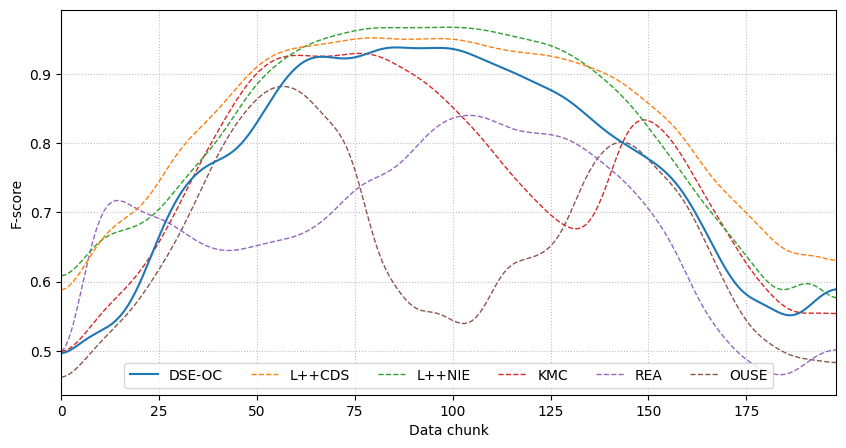 0.9
0.8
0.7
0.6
0.5
F-score
DSE-OC L++CDS L++NIE KMC REA OUSE
0 25 50 75 100 125 150 175
Data chunk